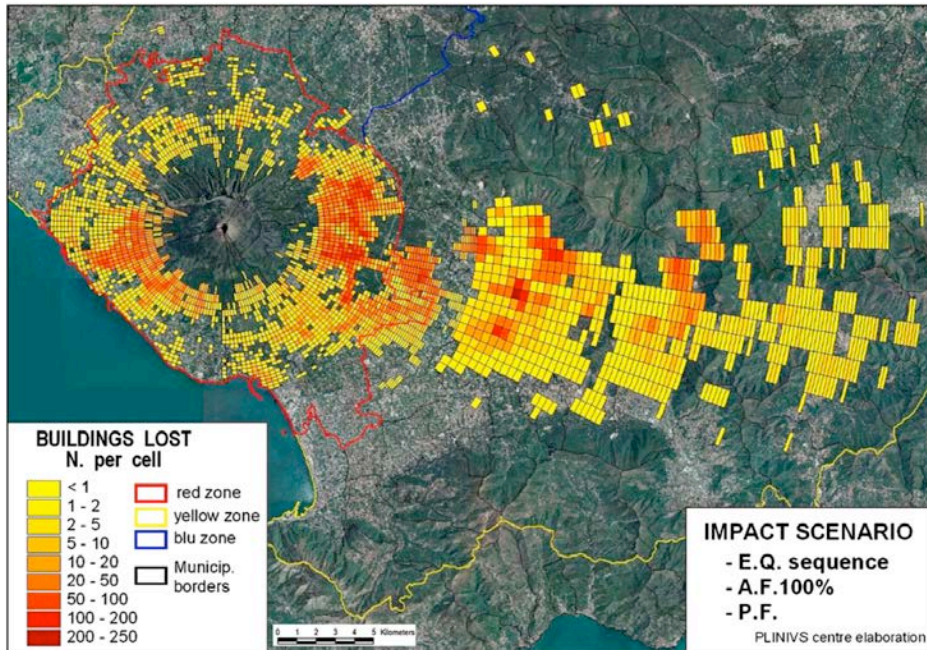 BUILDINGS LOST
N. per cell
< 1
1 - 2
2 - 5
5 - 10
10 - 20
20 - 50
50 - 100
100 - 200
200 - 250
red zone
yellow zone
blu zone
Municip.
borders
0 1 2 3 4 5 Kilometers
IMPACT SCENARIO
- E.Q. sequence
- A.F.100%
- P.F.
PLINIVS centre elaboration